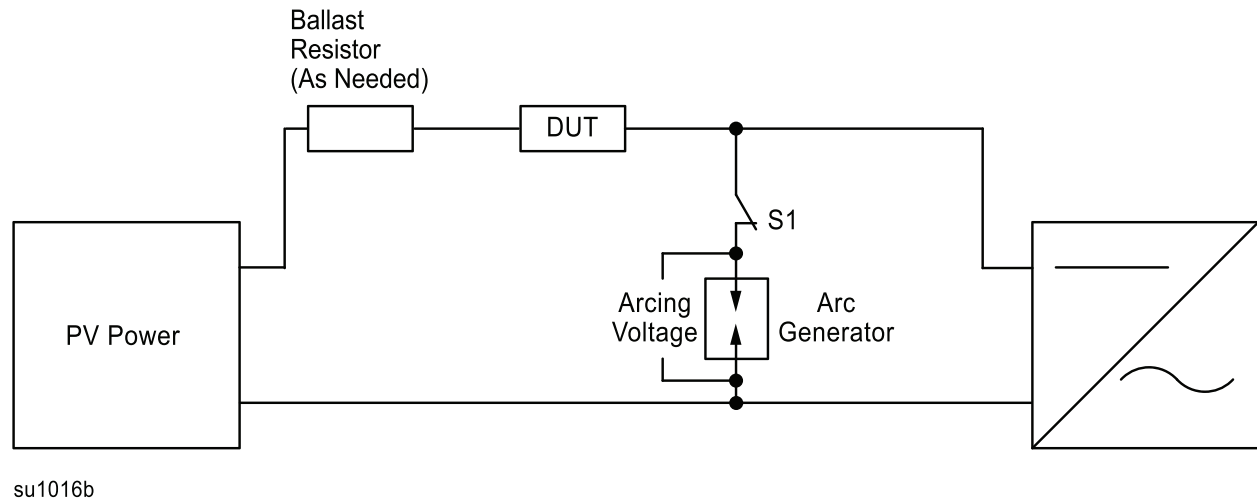 Ballast
Resistor
(As Needed)
DUT
S1
PV Power
Arcing
Voltage
Arc
Generator
su1016b